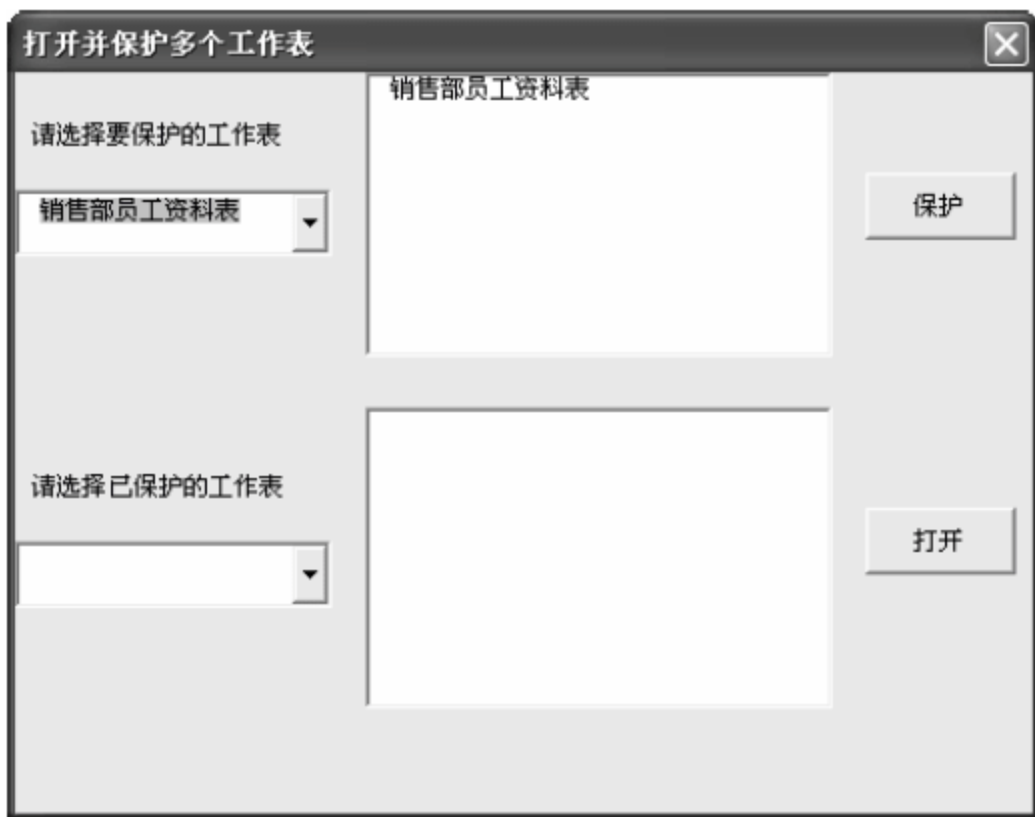 打开并保护多个工作表
销售部员工资料表
请选择要保护的工作表
销售部员工资料表
保护
请选择已保护的工作表
打开